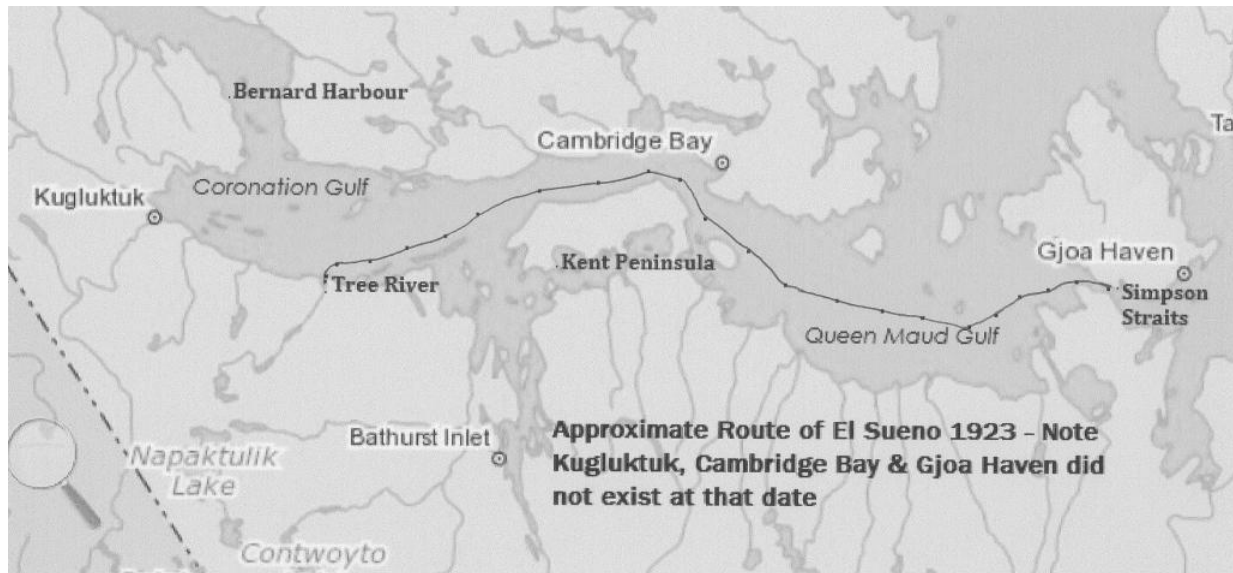 Bernard Harbour
Ta
Cambridge Bay
Coronation Gulf
Kugluktuk
Gjoa Haven
Kent Peninsula
Tree River
Simpson
Straits
Queen Maud Gulf
Approximate Route of El Sueno 1923 - Note
Kugluktuk, Cambridge Bay & Gjoa Haven did
not exist at that date
Bathurst Inlet
Napaktulik
Lake
Contwoyto